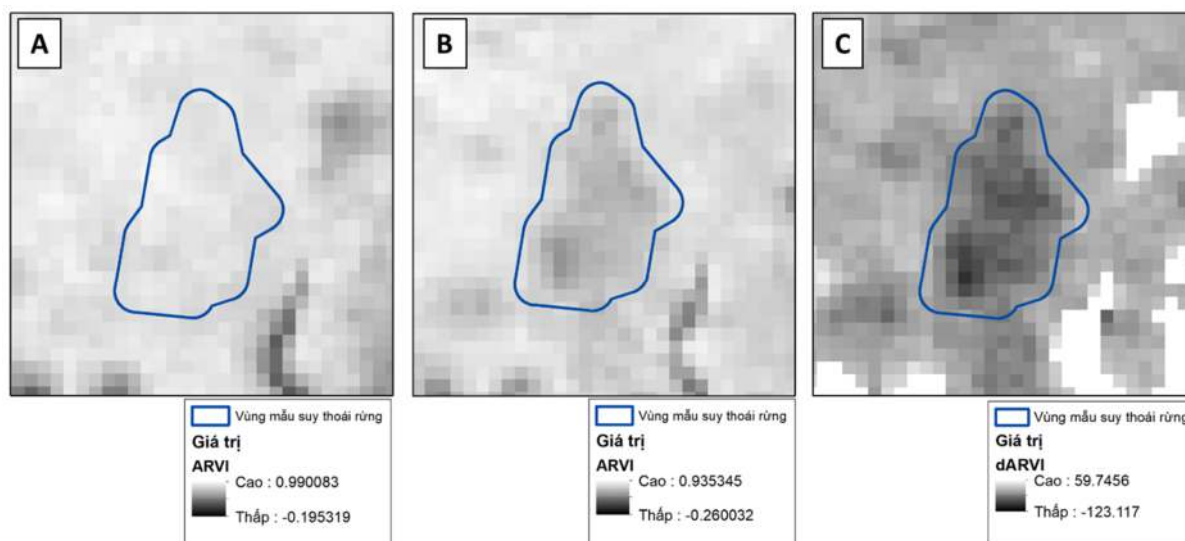 A
B
C
Vùng mẫu suy thoái rừng
Giá trị
ARVI
Cao : 0.990083
Thấp : -0.195319
Vùng mẫu suy thoái rừng
Giá trị
ARVI
Cao : 0.935345
Thấp : -0.260032
Vùng mẫu suy thoái rừng
Giá trị
dARVI
Cao : 59.7456
Thấp : -123.117